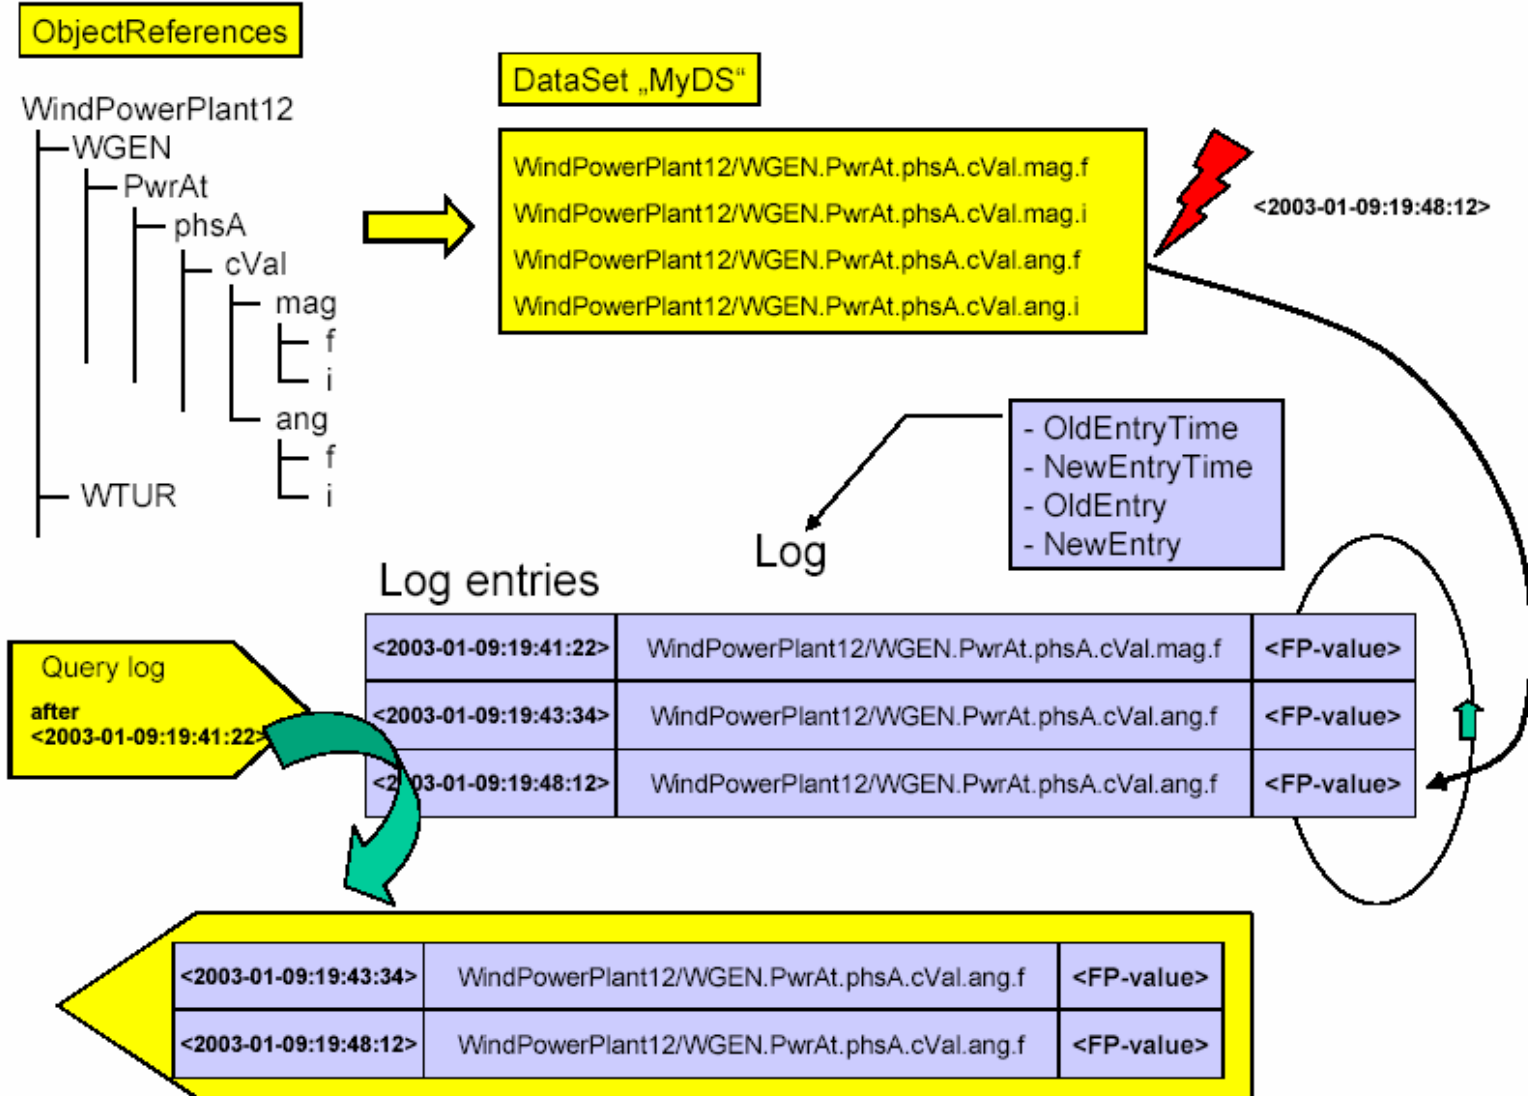 ObjectReferences
WindPowerPlant12
WGEN
PwrAt
phsA
cVal
mag
f
i
ang
f
i
WTUR
DataSet „MyDS“
WindPowerPlant12/WGEN.PwrAt.phsA.cVal.mag.f
WindPowerPlant12/WGEN.PwrAt.phsA.cVal.mag.i
WindPowerPlant12/WGEN.PwrAt.phsA.cVal.ang.f
WindPowerPlant12/WGEN.PwrAt.phsA.cVal.ang.i
<2003-01-09:19:48:12>
- OldEntryTime
- NewEntryTime
- OldEntry
- NewEntry
Log
Log entries
<2003-01-09:19:41:22> WindPowerPlant12/WGEN.PwrAt.phsA.cVal.mag.f <FP-value>
<2003-01-09:19:43:34> WindPowerPlant12/WGEN.PwrAt.phsA.cVal.ang.f <FP-value>
<2003-01-09:19:48:12> WindPowerPlant12/WGEN.PwrAt.phsA.cVal.ang.f <FP-value>
Query log
after
<2003-01-09:19:41:22>
<2003-01-09:19:43:34> WindPowerPlant12/WGEN.PwrAt.phsA.cVal.ang.f <FP-value>
<2003-01-09:19:48:12> WindPowerPlant12/WGEN.PwrAt.phsA.cVal.ang.f <FP-value>